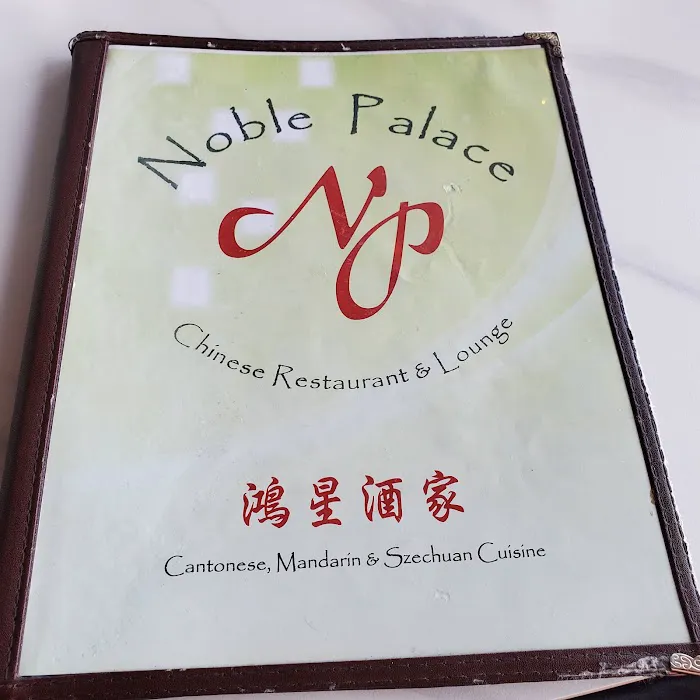 Noble Palace
NP
Chinese Restaurant & Lounge
鴻星酒家
Cantonese, Mandarin & Szechuan Cuisine